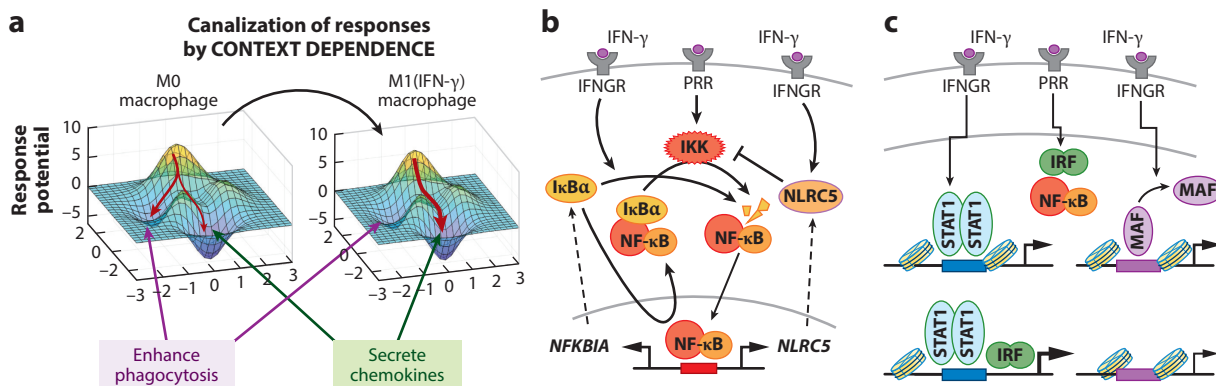 a
Canalization of responses
by CONTEXT DEPENDENCE
M0
macrophage
M1(IFN-γ)
macrophage
Response
potential
10
5
0
−5
2
0
−2
−3
−2
−1
0
1
2
3
10
5
0
−5
2
0
−2
−3
−2
−1
0
1
2
3
Enhance
phagocytosis
Secrete
chemokines
b
IFN-γ
IFN-γ
IFNGR
PRR
IFNGR
IKK
IκBα
NLRC5
IκBα
NF-κB
NF-κB
NF-κB
NFKBIA
NLRC5
c
IFN-γ
IFN-γ
IFNGR
PRR
IFNGR
IRF
NF-κB
STAT1
STAT1
MAF
MAF
STAT1
STAT1
IRF